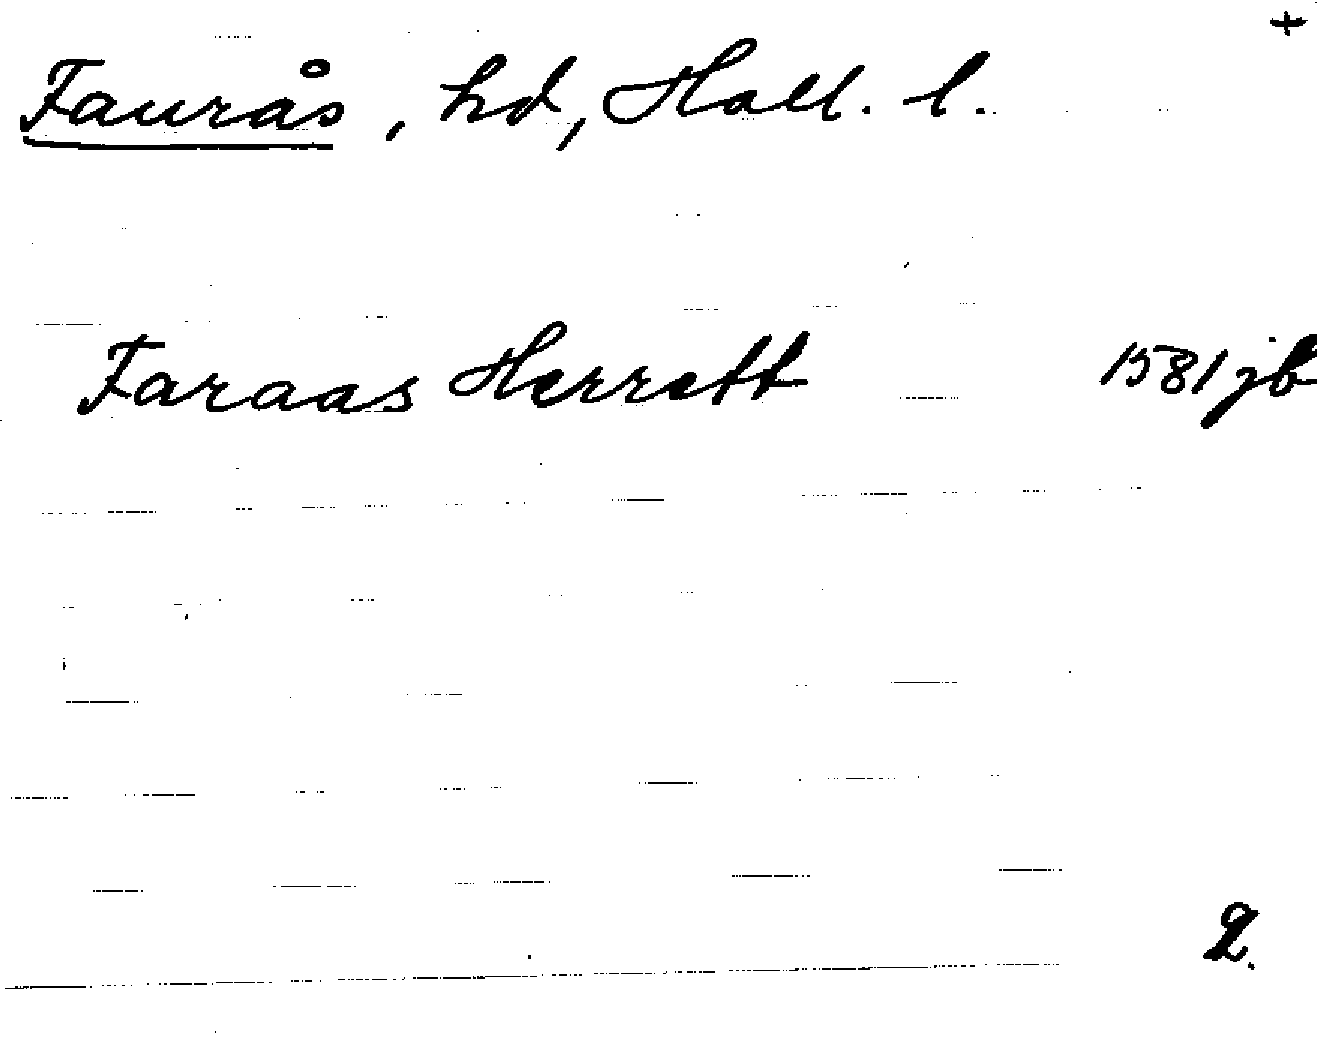 +
Faurås, hd, Hall. l.
Faraas Herrett 1581 jb
2.